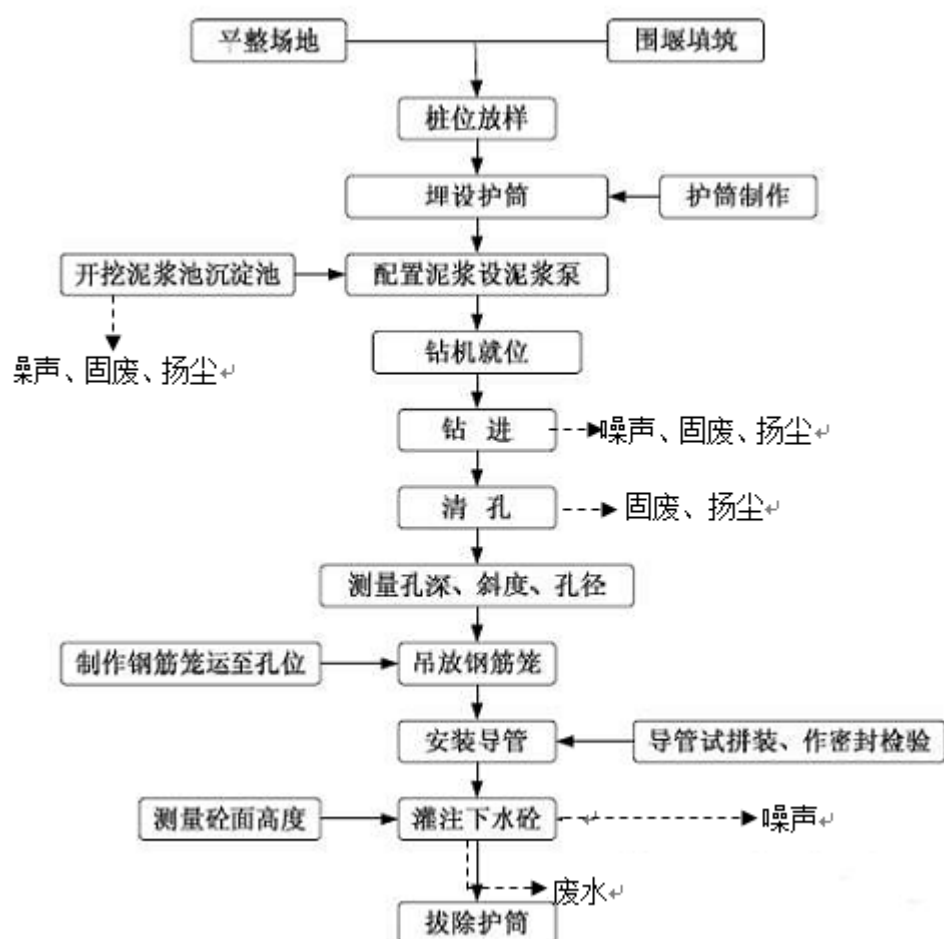 平整场地
围堰填筑
桩位放样
埋设护筒
护筒制作
开挖泥浆池沉淀池
配置泥浆设泥浆泵
噪声、固废、扬尘↵
钻机就位
钻 进
噪声、固废、扬尘↵
清 孔
固废、扬尘↵
测量孔深、斜度、孔径
制作钢筋笼运至孔位
吊放钢筋笼
安装导管
导管试拼装、作密封检验
测量砼面高度
灌注下水砼
↵
噪声↵
废水↵
拔除护筒